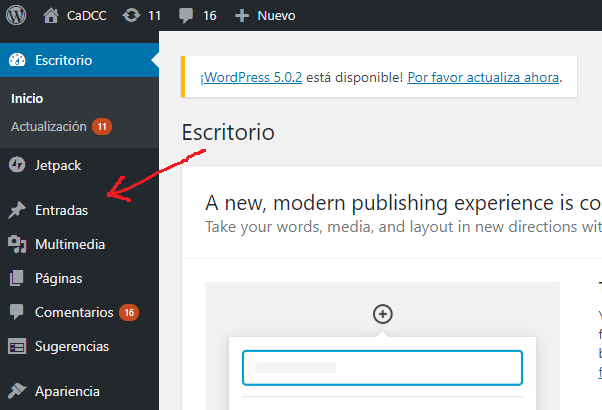 CaDCC 11 16 Nuevo
Escritorio
¡WordPress 5.0.2 está disponible! Por favor actualiza ahora.
Inicio
Actualización 11
Escritorio
Jetpack
Entradas
A new, modern publishing experience is co
Take your words, media, and layout in new directions wit
Multimedia
Páginas
Comentarios 16
Sugerencias
Apariencia